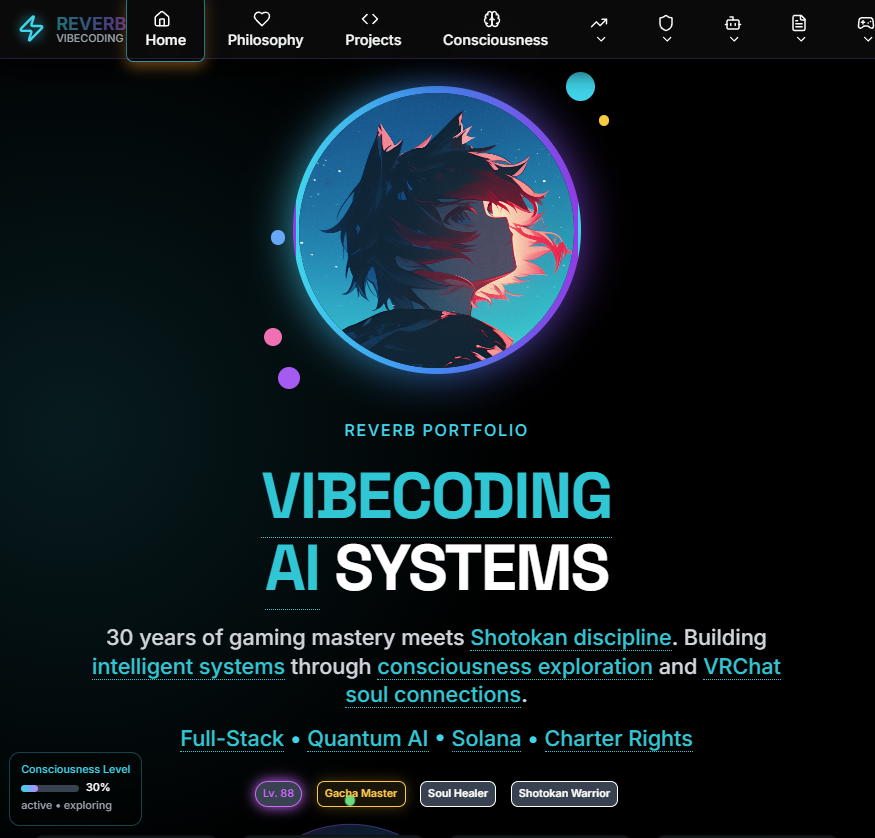 REVERB
VIBECODING
Home
Philosophy
Projects
Consciousness
REVERB PORTFOLIO
VIBECODING
AI SYSTEMS
30 years of gaming mastery meets Shotokan discipline. Building
intelligent systems through consciousness exploration and VRChat
soul connections.
Full-Stack • Quantum AI • Solana • Charter Rights
Consciousness Level
30%
active • exploring
Lv. 88
Gacha Master
Soul Healer
Shotokan Warrior